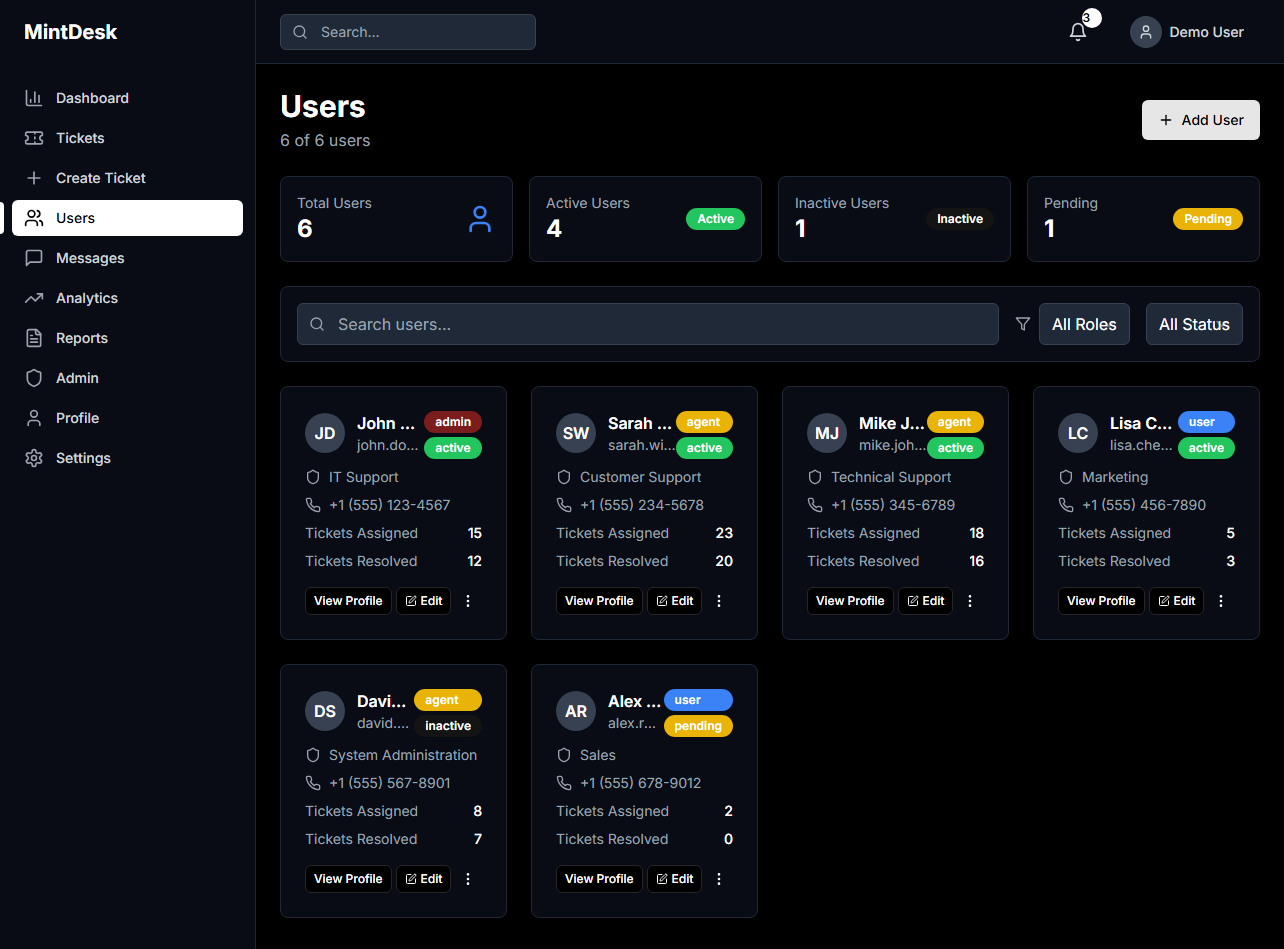 MintDesk
Search...
3
Demo User
Dashboard
Tickets
Create Ticket
Users
Messages
Analytics
Reports
Admin
Profile
Settings
Users
6 of 6 users
Add User
Total Users
6
Active Users
4
Active
Inactive Users
1
Inactive
Pending
1
Pending
Search users...
All Roles
All Status
JD
John ...
admin
john.do...
active
IT Support
+1 (555) 123-4567
Tickets Assigned 15
Tickets Resolved 12
View Profile
Edit
SW
Sarah ...
agent
sarah.wi...
active
Customer Support
+1 (555) 234-5678
Tickets Assigned 23
Tickets Resolved 20
View Profile
Edit
MJ
Mike J...
agent
mike.joh...
active
Technical Support
+1 (555) 345-6789
Tickets Assigned 18
Tickets Resolved 16
View Profile
Edit
LC
Lisa C...
user
lisa.che...
active
Marketing
+1 (555) 456-7890
Tickets Assigned 5
Tickets Resolved 3
View Profile
Edit
DS
Davi...
agent
david....
inactive
System Administration
+1 (555) 567-8901
Tickets Assigned 8
Tickets Resolved 7
View Profile
Edit
AR
Alex ...
user
alex.r...
pending
Sales
+1 (555) 678-9012
Tickets Assigned 2
Tickets Resolved 0
View Profile
Edit